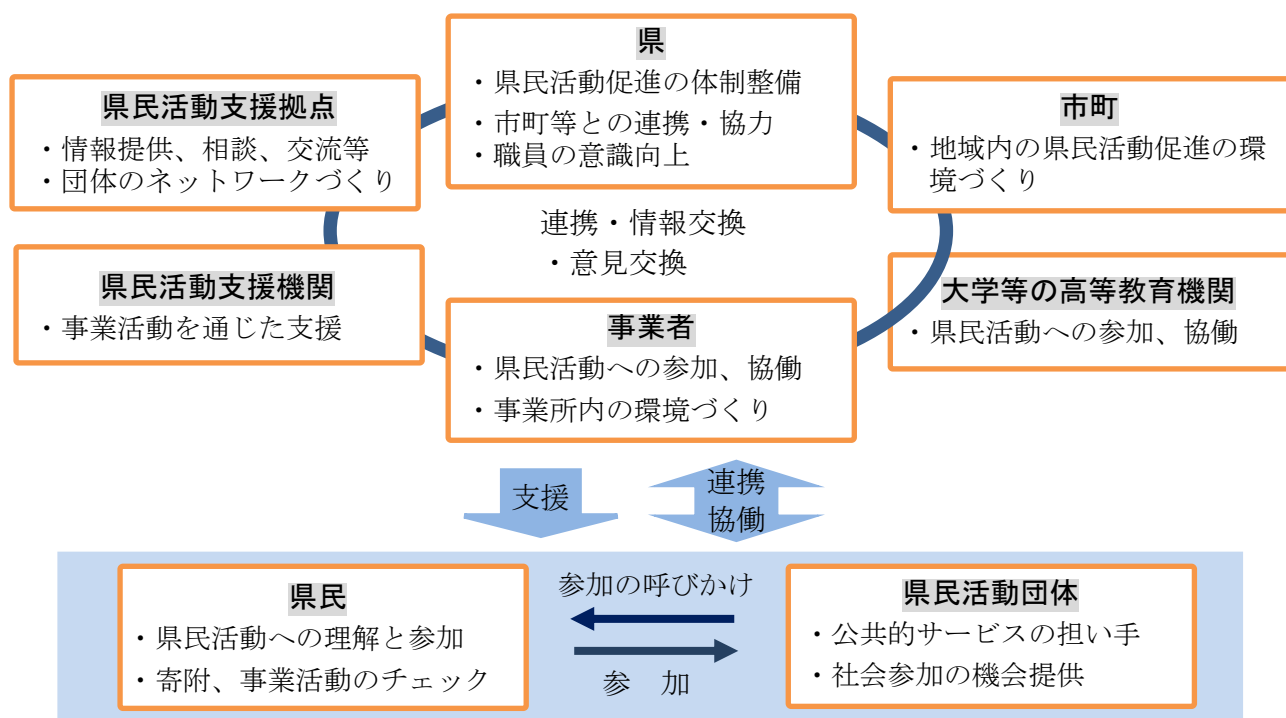 県
・県民活動促進の体制整備
・市町等との連携・協力
・職員の意識向上
県民活動支援拠点
・情報提供、相談、交流等
・団体のネットワークづくり
市町
・地域内の県民活動促進の環
境づくり
連携・情報交換
・意見交換
県民活動支援機関
・事業活動を通じた支援
事業者
・県民活動への参加、協働
・事業所内の環境づくり
大学等の高等教育機関
・県民活動への参加、協働
支援
連携
協働
県民
・県民活動への理解と参加
・寄附、事業活動のチェック
参加の呼びかけ
参　加
県民活動団体
・公共的サービスの担い手
・社会参加の機会提供